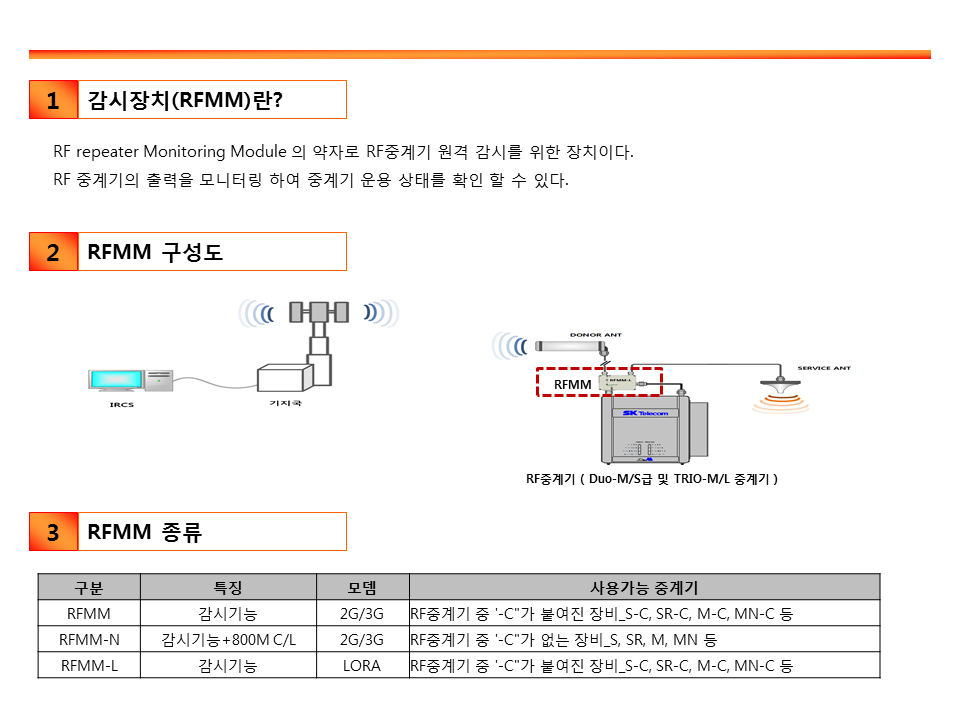 1 감시장치(RFMM)란?
RF repeater Monitoring Module 의 약자로 RF중계기 원격 감시를 위한 장치이다.
RF 중계기의 출력을 모니터링 하여 중계기 운용 상태를 확인 할 수 있다.
2 RFMM 구성도
DONOR ANT
SERVICE ANT
RFMM
RFMM-L
IRCS
기지국
SK Telecom
RF중계기 ( Duo-M/S급 및 TRIO-M/L 중계기 )
3 RFMM 종류
구분 특징 모뎀 사용가능 중계기
RFMM 감시기능 2G/3G RF중계기 중 '-C"가 붙여진 장비_S-C, SR-C, M-C, MN-C 등
RFMM-N 감시기능+800M C/L 2G/3G RF중계기 중 '-C"가 없는 장비_S, SR, M, MN 등
RFMM-L 감시기능 LORA RF중계기 중 '-C"가 붙여진 장비_S-C, SR-C, M-C, MN-C 등